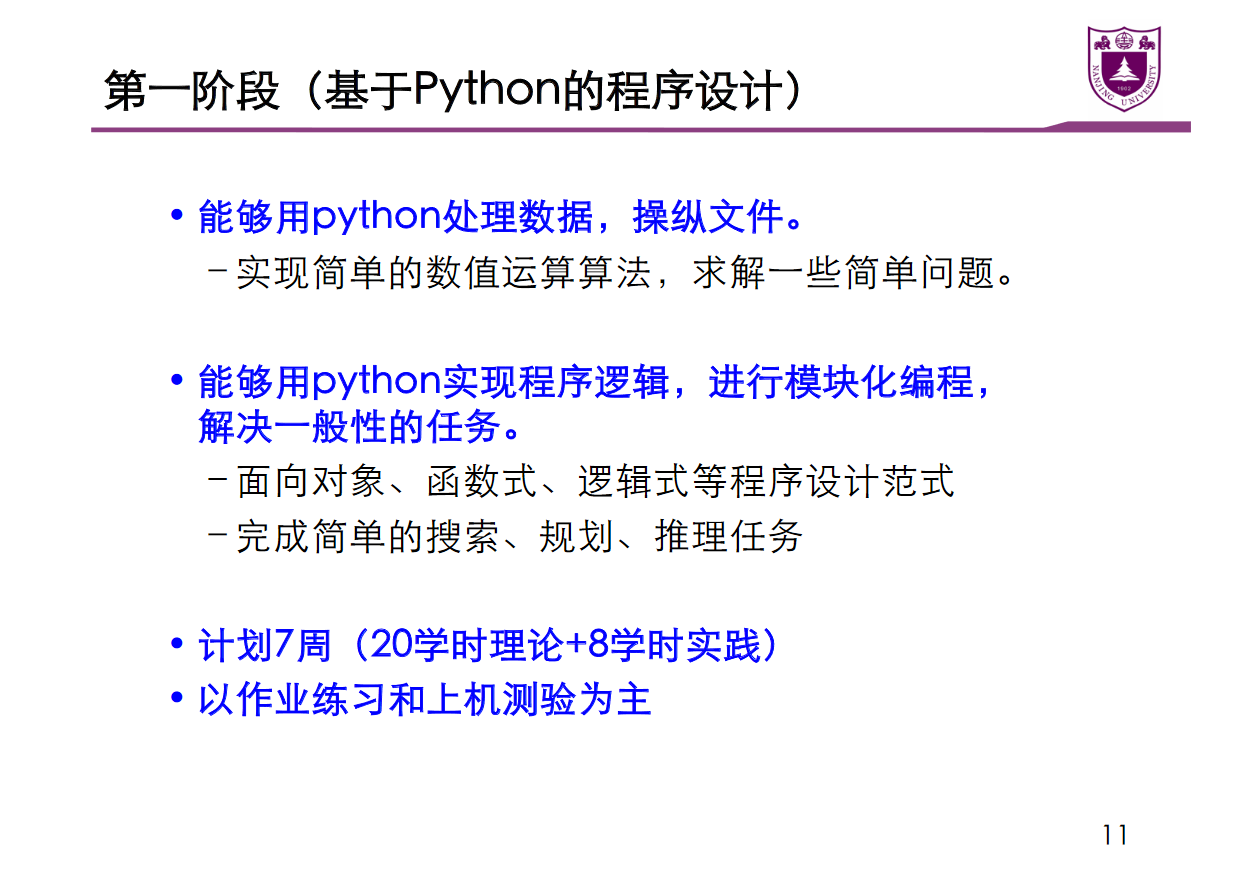 第一阶段（基于Python的程序设计）
NANJING UNIVERSITY
1902
• 能够用python处理数据，操纵文件。
– 实现简单的数值运算算法，求解一些简单问题。
• 能够用python实现程序逻辑，进行模块化编程，
解决一般性的任务。
– 面向对象、函数式、逻辑式等程序设计范式
– 完成简单的搜索、规划、推理任务
• 计划7周（20学时理论+8学时实践）
• 以作业练习和上机测验为主
11